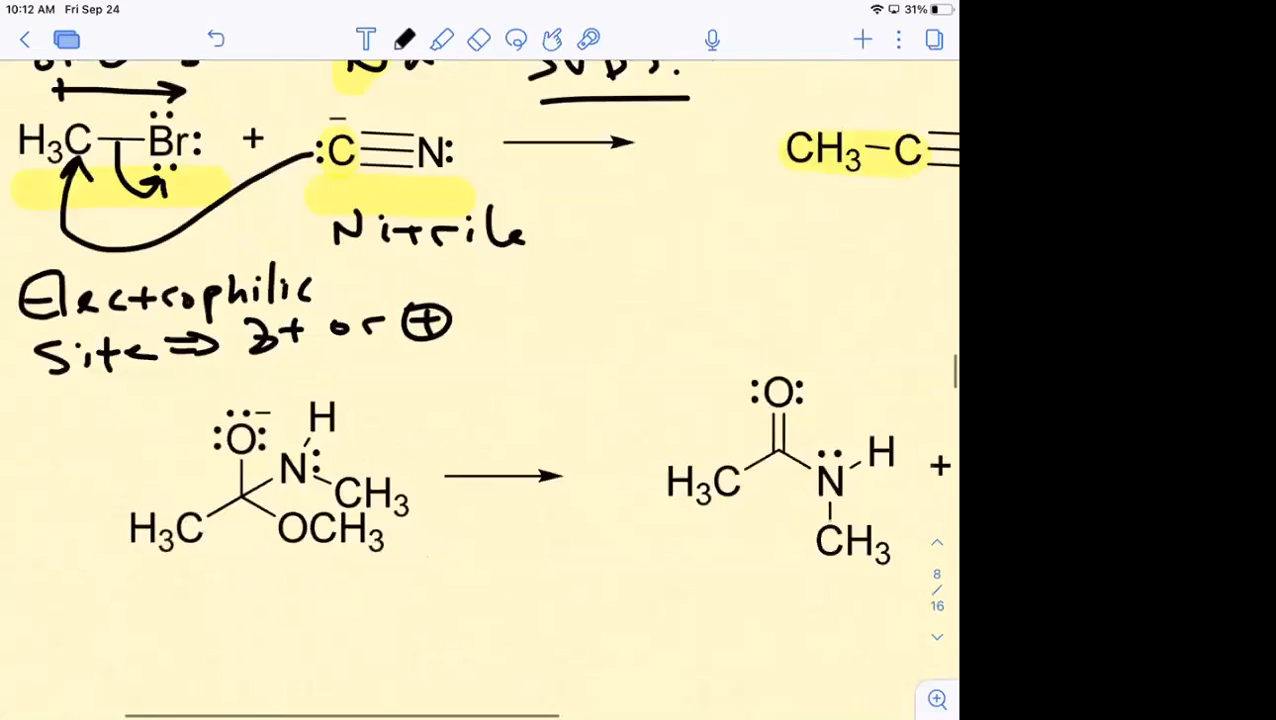 10:12 AM Fri Sep 24
31%
Subs.
H3C Br: + :C N: CH3 C
Nitrile
Electrophilic
Site ⇒ δ+ or ⊕
:O: H
N: CH3
H3C OCH3
:O:
H3C N H +
CH3
8
/
16